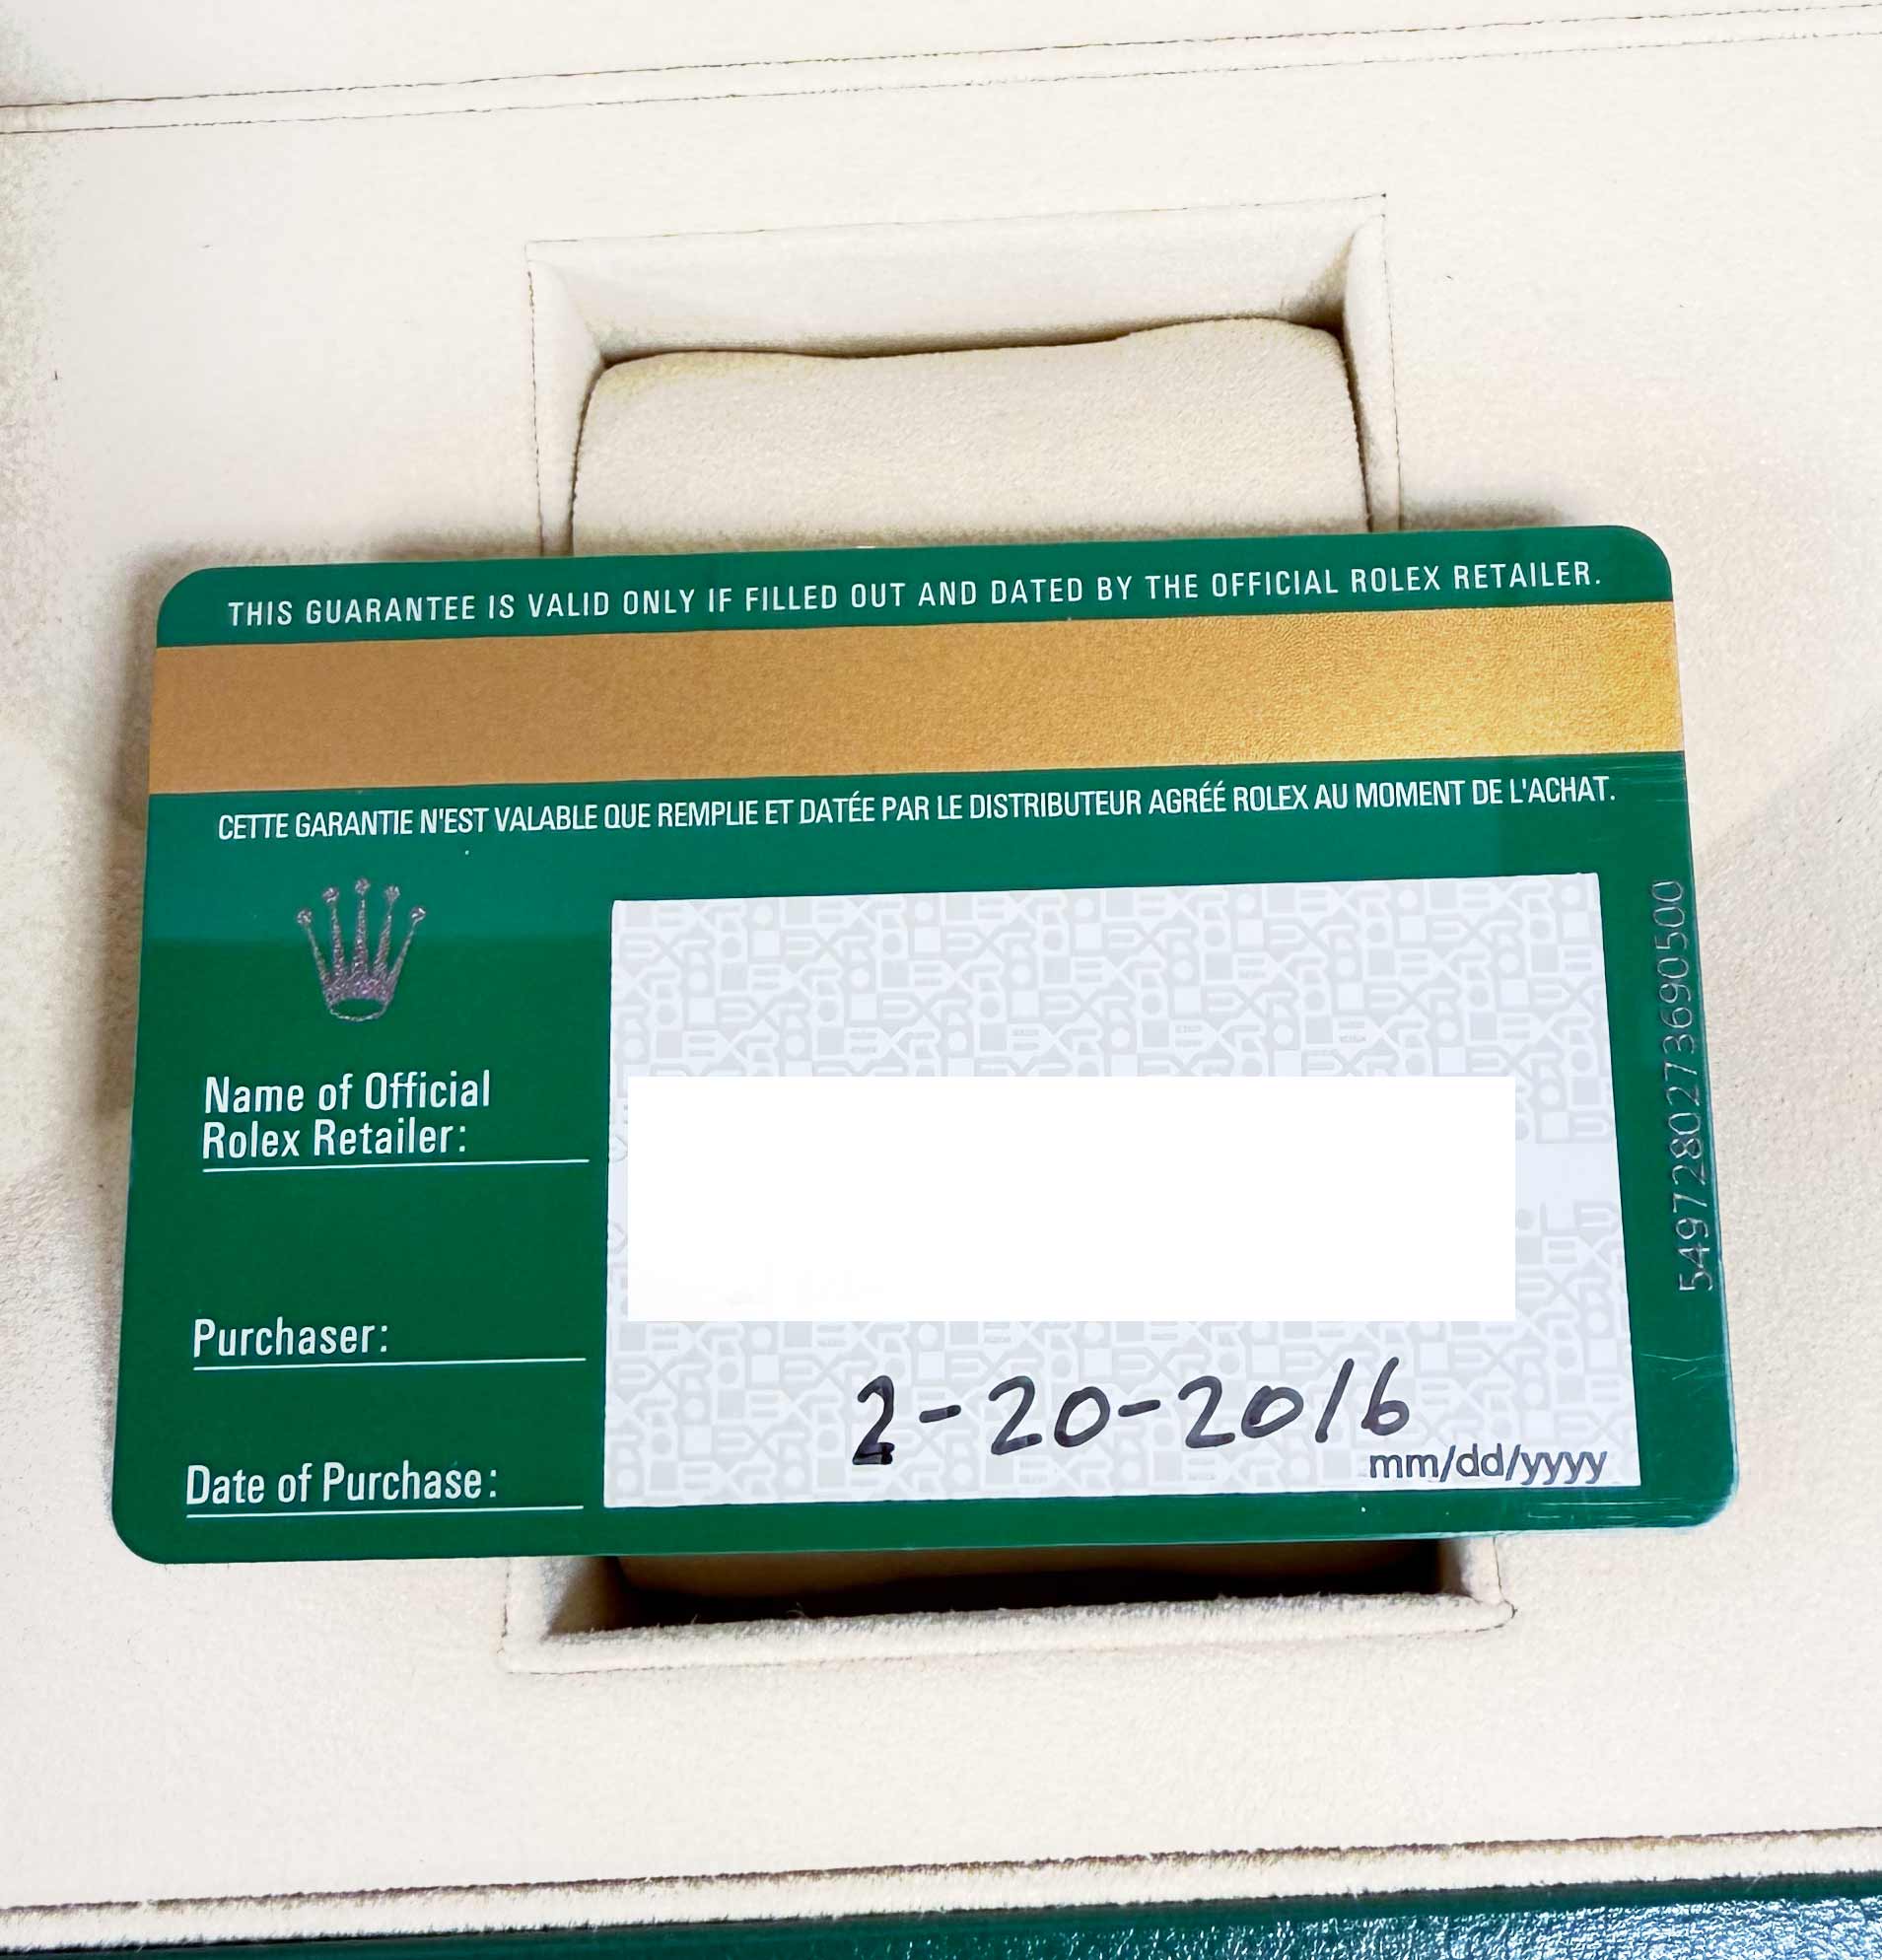 THIS GUARANTEE IS VALID ONLY IF FILLED OUT AND DATED BY THE OFFICIAL ROLEX RETAILER.
CETTE GARANTIE N'EST VALABLE QUE REMPLIE ET DATÉE PAR LE DISTRIBUTEUR AGRÉÉ ROLEX AU MOMENT DE L'ACHAT.
Name of Official
Rolex Retailer:
Purchaser:
Date of Purchase:
2-20-2016
mm/dd/yyyy
5497280273690500